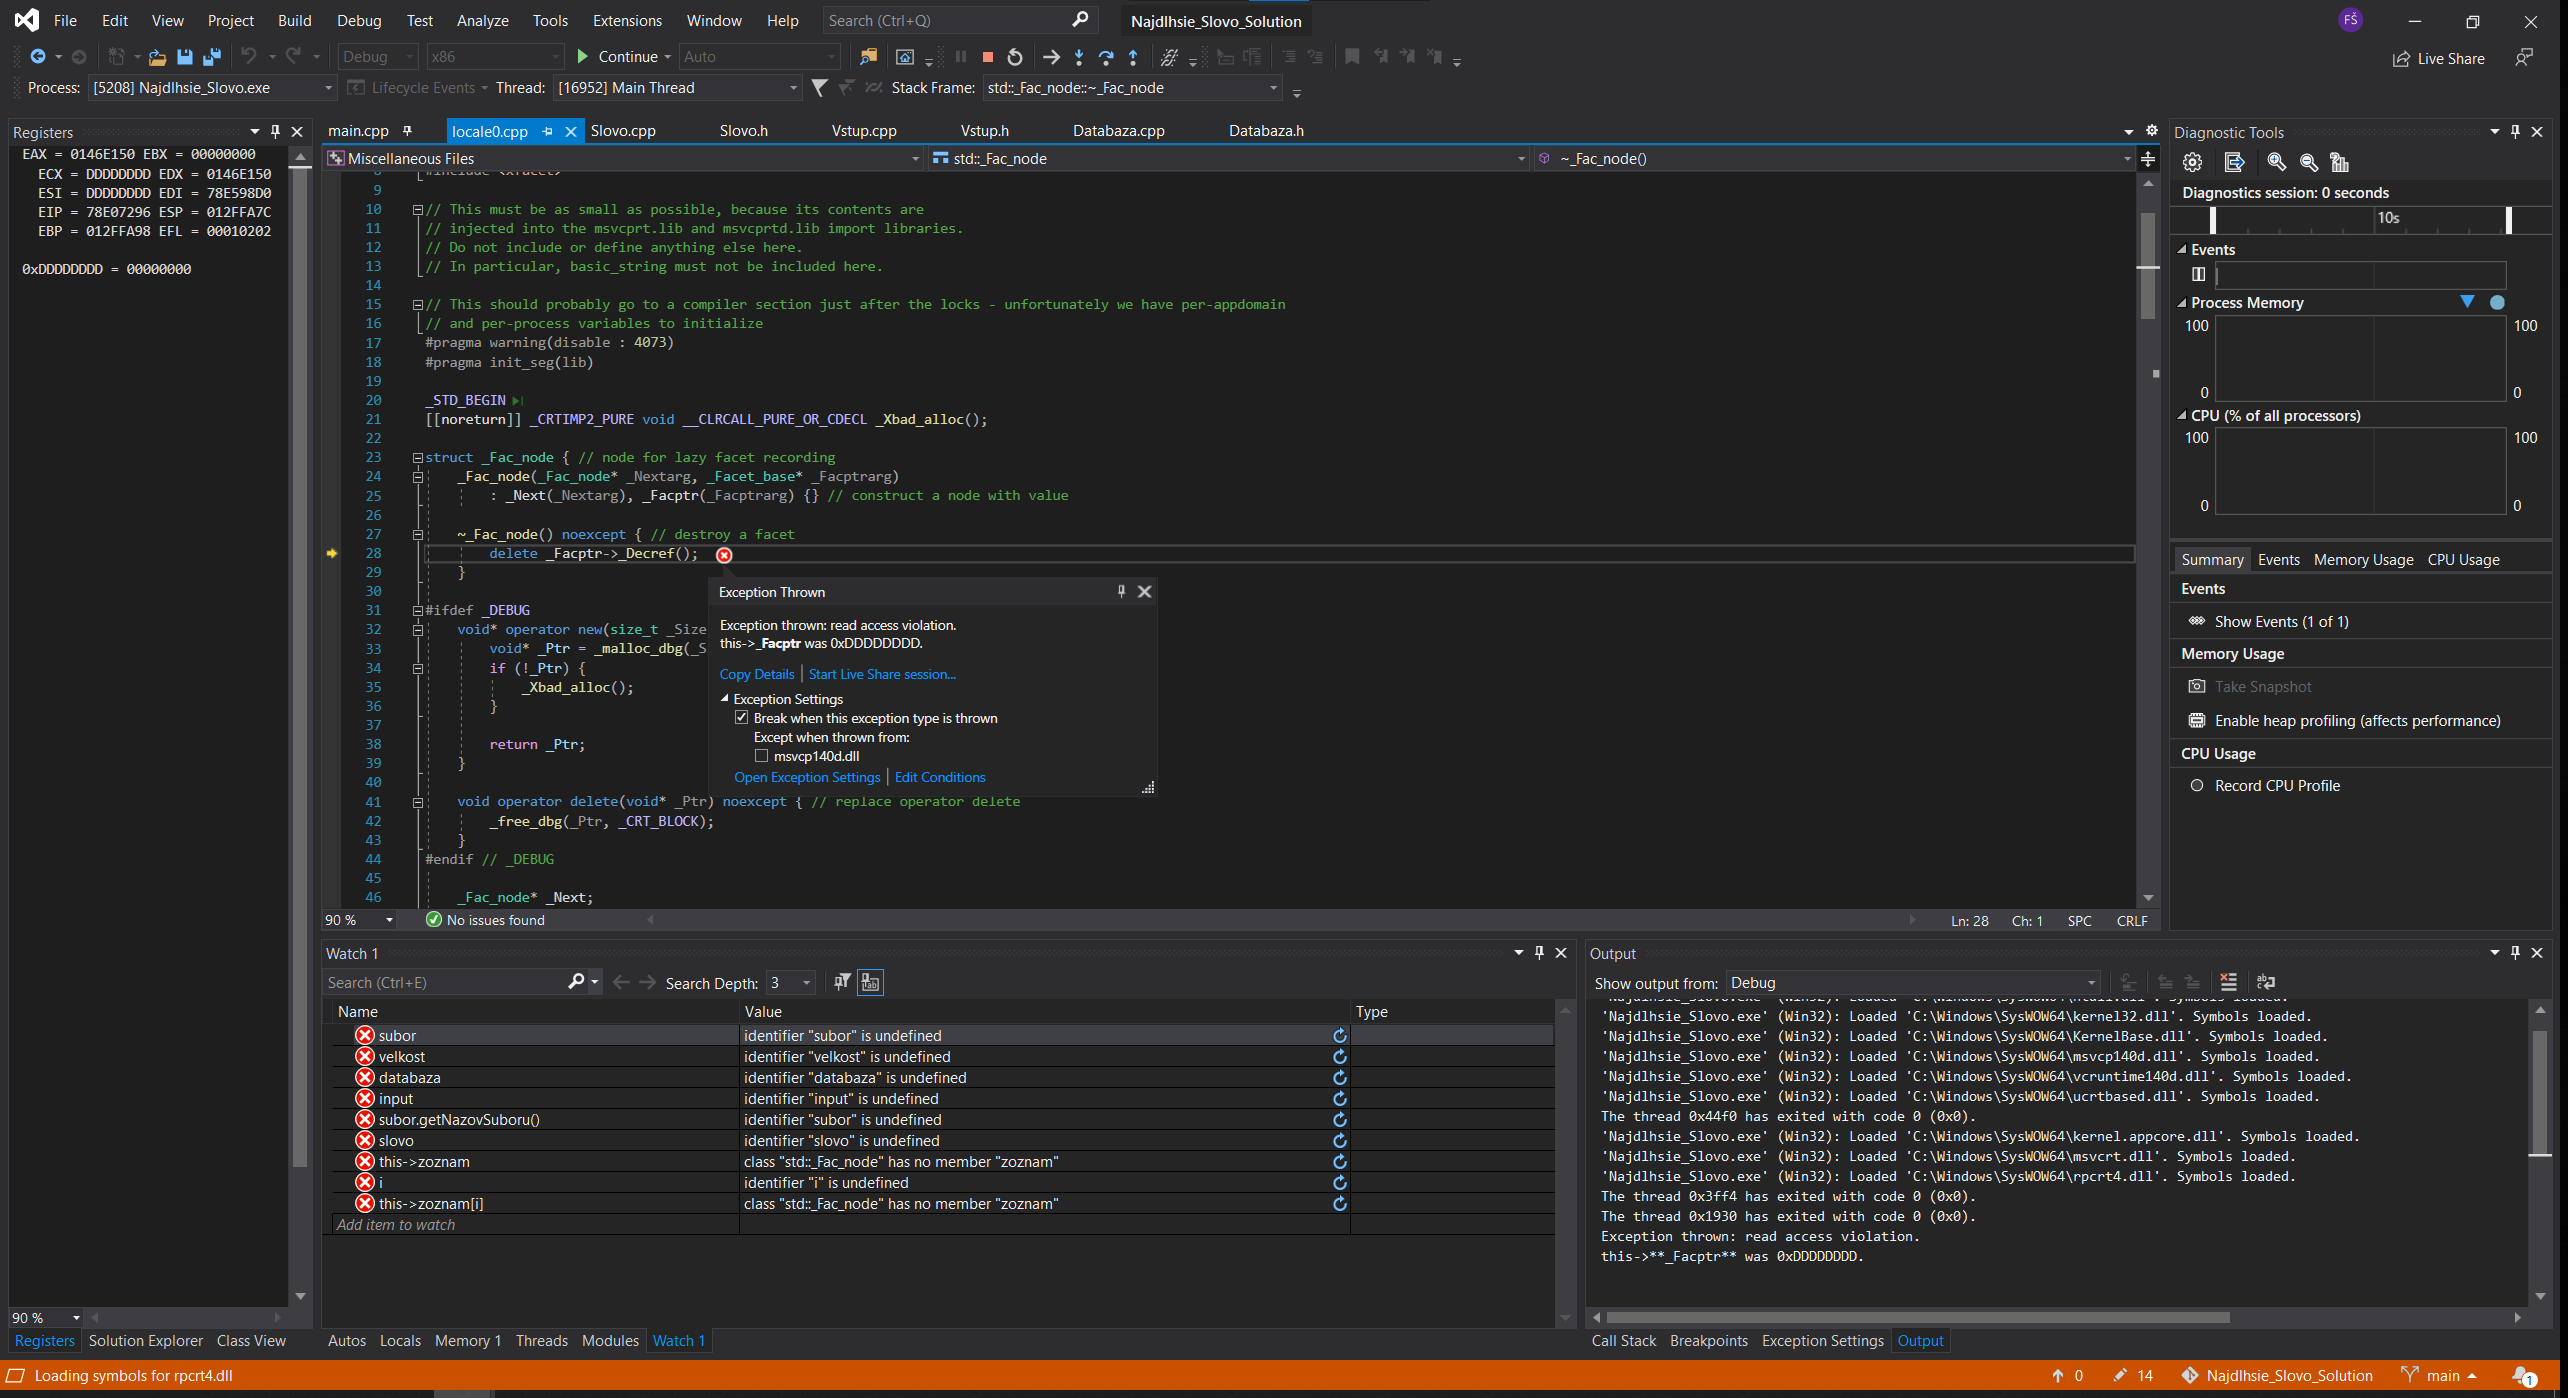 File Edit View Project Build Debug Test Analyze Tools Extensions Window Help Search (Ctrl+Q) Najdlhsie_Slovo_Solution FŠ
Debug x86 Continue Auto Live Share
Process: [5208] Najdlhsie_Slovo.exe Lifecycle Events Thread: [16952] Main Thread Stack Frame: std::_Fac_node::~_Fac_node
Registers
EAX = 0146E150 EBX = 00000000
ECX = DDDDDDDD EDX = 0146E150
ESI = DDDDDDDD EDI = 78E598D0
EIP = 78E07296 ESP = 012FFA7C
EBP = 012FFA98 EFL = 00010202
0xDDDDDDDD = 00000000
90 %
Registers Solution Explorer Class View
main.cpp locale0.cpp Slovo.cpp Slovo.h Vstup.cpp Vstup.h Databaza.cpp Databaza.h
Miscellaneous Files std::_Fac_node ~_Fac_node()
8 #include <xfacet>
9
10 // This must be as small as possible, because its contents are
11 // injected into the msvcprt.lib and msvcprtd.lib import libraries.
12 // Do not include or define anything else here.
13 // In particular, basic_string must not be included here.
14
15 // This should probably go to a compiler section just after the locks - unfortunately we have per-appdomain
16 // and per-process variables to initialize
17 #pragma warning(disable : 4073)
18 #pragma init_seg(lib)
19
20 _STD_BEGIN
21 [[noreturn]] _CRTIMP2_PURE void __CLRCALL_PURE_OR_CDECL _Xbad_alloc();
22
23 struct _Fac_node { // node for lazy facet recording
24 _Fac_node(_Fac_node* _Nextarg, _Facet_base* _Facptrarg)
25 : _Next(_Nextarg), _Facptr(_Facptrarg) {} // construct a node with value
26
27 ~_Fac_node() noexcept { // destroy a facet
28 delete _Facptr->_Decref();
29 }
30
31 #ifdef _DEBUG
32 void* operator new(size_t _Size
33 void* _Ptr = _malloc_dbg(_S
34 if (!_Ptr) {
35 _Xbad_alloc();
36 }
37
38 return _Ptr;
39 }
40
41 void operator delete(void* _Ptr) noexcept { // replace operator delete
42 _free_dbg(_Ptr, _CRT_BLOCK);
43 }
44 #endif // _DEBUG
45
46 _Fac_node* _Next;
Exception Thrown
Exception thrown: read access violation.
this->_Facptr was 0xDDDDDDDD.
Copy Details | Start Live Share session...
Exception Settings
Break when this exception type is thrown
Except when thrown from:
msvcp140d.dll
Open Exception Settings | Edit Conditions
90 % No issues found Ln: 28 Ch: 1 SPC CRLF
Watch 1
Search (Ctrl+E) Search Depth: 3
Name Value Type
subor identifier "subor" is undefined
velkost identifier "velkost" is undefined
databaza identifier "databaza" is undefined
input identifier "input" is undefined
subor.getNazovSuboru() identifier "subor" is undefined
slovo identifier "slovo" is undefined
this->zoznam class "std::_Fac_node" has no member "zoznam"
i identifier "i" is undefined
this->zoznam[i] class "std::_Fac_node" has no member "zoznam"
Add item to watch
Autos Locals Memory 1 Threads Modules Watch 1
Output
Show output from: Debug
'Najdlhsie_Slovo.exe' (Win32): Loaded 'C:\Windows\SysWOW64\ntdll.dll'. Symbols loaded.
'Najdlhsie_Slovo.exe' (Win32): Loaded 'C:\Windows\SysWOW64\kernel32.dll'. Symbols loaded.
'Najdlhsie_Slovo.exe' (Win32): Loaded 'C:\Windows\SysWOW64\KernelBase.dll'. Symbols loaded.
'Najdlhsie_Slovo.exe' (Win32): Loaded 'C:\Windows\SysWOW64\msvcp140d.dll'. Symbols loaded.
'Najdlhsie_Slovo.exe' (Win32): Loaded 'C:\Windows\SysWOW64\vcruntime140d.dll'. Symbols loaded.
'Najdlhsie_Slovo.exe' (Win32): Loaded 'C:\Windows\SysWOW64\ucrtbased.dll'. Symbols loaded.
The thread 0x44f0 has exited with code 0 (0x0).
'Najdlhsie_Slovo.exe' (Win32): Loaded 'C:\Windows\SysWOW64\kernel.appcore.dll'. Symbols loaded.
'Najdlhsie_Slovo.exe' (Win32): Loaded 'C:\Windows\SysWOW64\msvcrt.dll'. Symbols loaded.
'Najdlhsie_Slovo.exe' (Win32): Loaded 'C:\Windows\SysWOW64\rpcrt4.dll'. Symbols loaded.
The thread 0x3ff4 has exited with code 0 (0x0).
The thread 0x1930 has exited with code 0 (0x0).
Exception thrown: read access violation.
this->**_Facptr** was 0xDDDDDDDD.
Call Stack Breakpoints Exception Settings Output
Diagnostic Tools
Diagnostics session: 0 seconds
10s
Events
Process Memory
100 100
0 0
CPU (% of all processors)
100 100
0 0
Summary Events Memory Usage CPU Usage
Events
Show Events (1 of 1)
Memory Usage
Take Snapshot
Enable heap profiling (affects performance)
CPU Usage
Record CPU Profile
Loading symbols for rpcrt4.dll 0 14 Najdlhsie_Slovo_Solution main 1